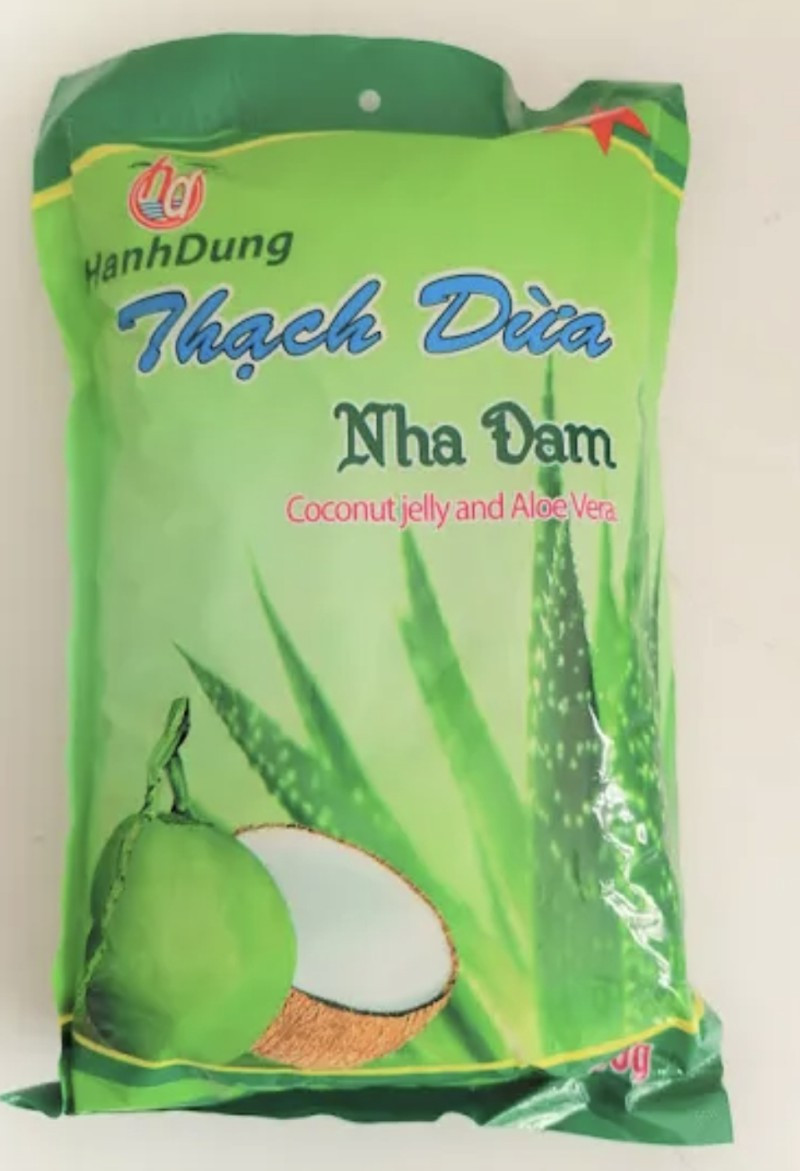 HanhDung
Thạch Dừa
Nha Đam
Coconut jelly and Aloe Vera